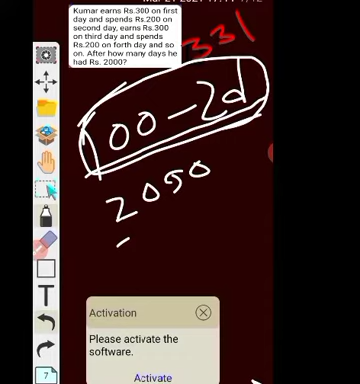 Kumar earns Rs.300 on first
day and spends Rs.200 on
second day, earns Rs.300
on third day and spends
Rs.200 on forth day and so
on. After how many days he
had Rs. 2000?
331
100 - 2d
2050
T
7
Activation
Please activate the
software.
Activate